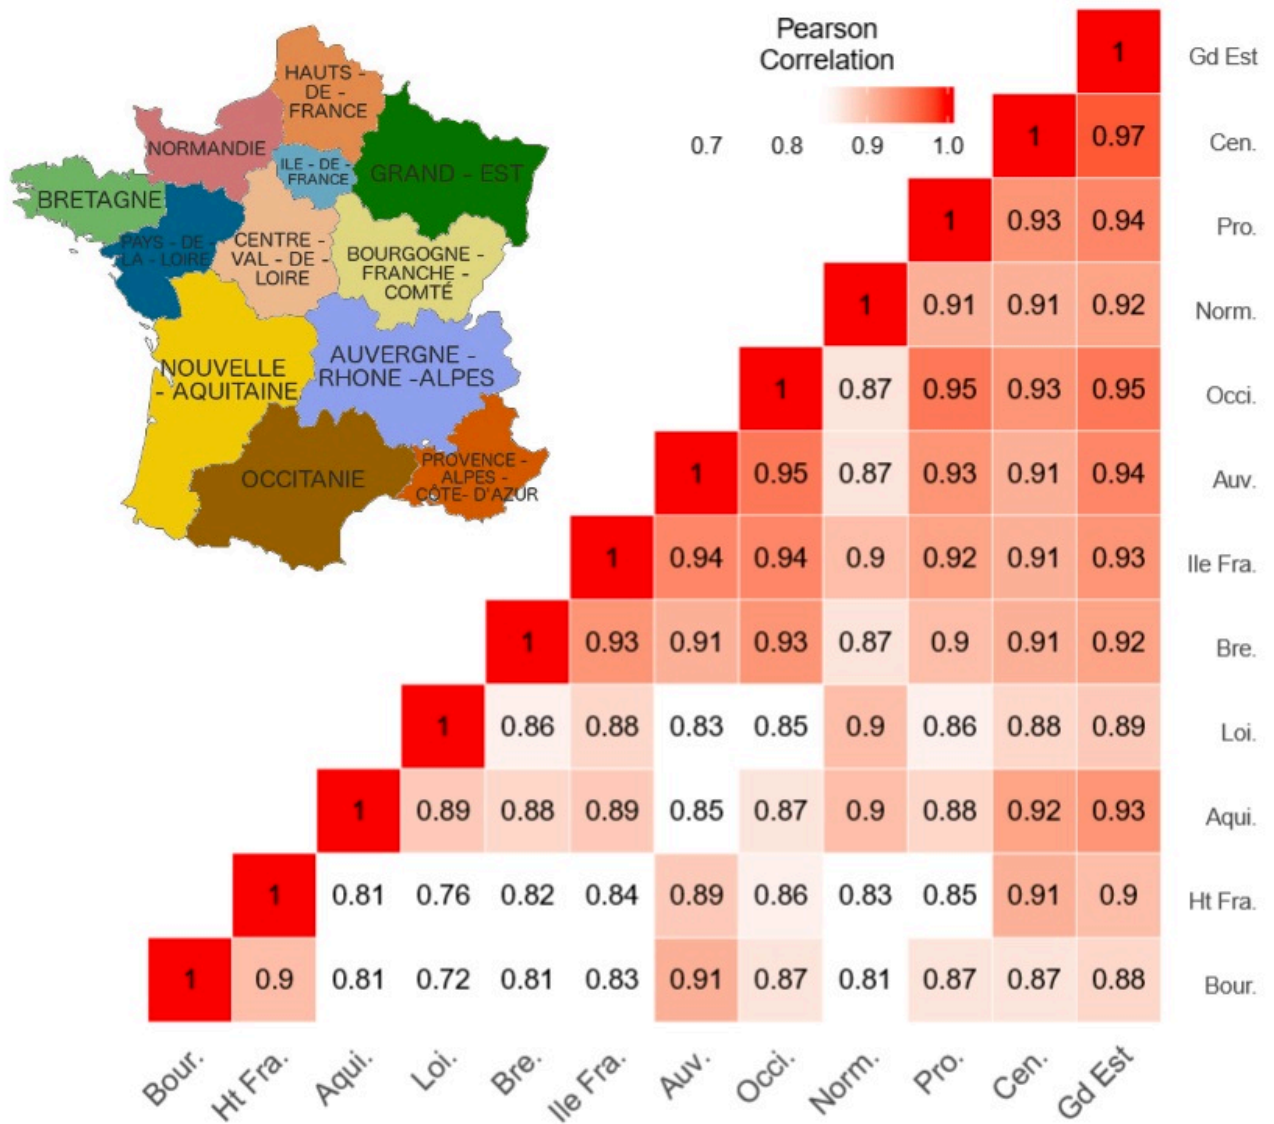 HAUTS -
DE -
FRANCE
NORMANDIE
ILE - DE -
FRANCE
GRAND - EST
BRETAGNE
PAYS - DE -
LA - LOIRE
CENTRE -
VAL - DE -
LOIRE
BOURGOGNE -
FRANCHE -
COMTÉ
NOUVELLE
- AQUITAINE
AUVERGNE -
RHONE -ALPES
OCCITANIE
PROVENCE -
ALPES -
CÔTE- D'AZUR
Pearson
Correlation
0.7 0.8 0.9 1.0
1 Gd Est
1 0.97 Cen.
1 0.93 0.94 Pro.
1 0.91 0.91 0.92 Norm.
1 0.87 0.95 0.93 0.95 Occi.
1 0.95 0.87 0.93 0.91 0.94 Auv.
1 0.94 0.94 0.9 0.92 0.91 0.93 Ile Fra.
1 0.93 0.91 0.93 0.87 0.9 0.91 0.92 Bre.
1 0.86 0.88 0.83 0.85 0.9 0.86 0.88 0.89 Loi.
1 0.89 0.88 0.89 0.85 0.87 0.9 0.88 0.92 0.93 Aqui.
1 0.81 0.76 0.82 0.84 0.89 0.86 0.83 0.85 0.91 0.9 Ht Fra.
1 0.9 0.81 0.72 0.81 0.83 0.91 0.87 0.81 0.87 0.87 0.88 Bour.
Bour. Ht Fra. Aqui. Loi. Bre. Ile Fra. Auv. Occi. Norm. Pro. Cen. Gd Est